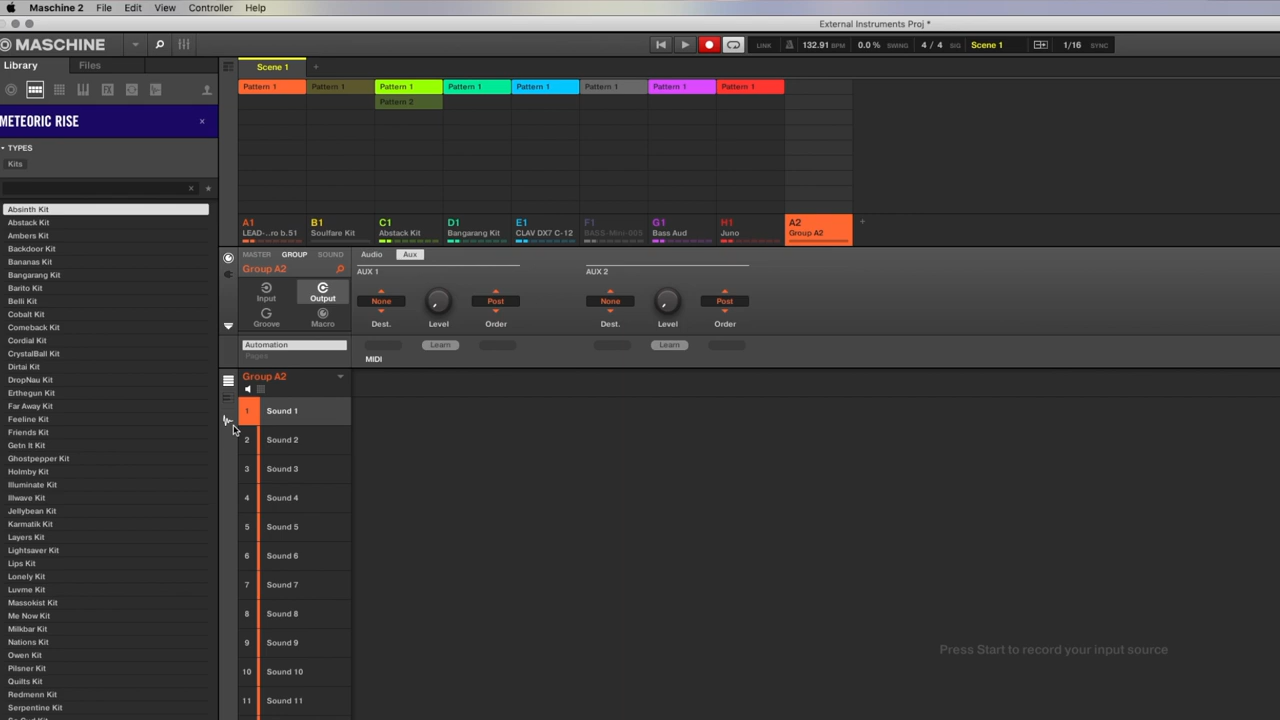 Maschine 2 File Edit View Controller Help
External Instruments Proj *
MASCHINE LINK 132.91 BPM 0.0 % SWING 4 / 4 SIG Scene 1 1/16 SYNC
Library Files
Scene 1 +
Pattern 1 Pattern 1 Pattern 1 Pattern 1 Pattern 1 Pattern 1 Pattern 1 Pattern 1
Pattern 2
METEORIC RISE ×
TYPES
Kits
A1 B1 C1 D1 E1 F1 G1 H1 A2 +
LEAD-...ro b.51 Soulfare Kit Abstack Kit Bangarang Kit CLAV DX7 C-12 BASS-Mini-005 Bass Aud Juno Group A2
MASTER GROUP SOUND Audio Aux
Group A2 AUX 1 AUX 2
Input Output None Post None Post
Groove Macro Dest. Level Order Dest. Level Order
Automation Learn Learn
Pages MIDI
Absinth Kit
Abstack Kit
Ambers Kit
Backdoor Kit
Bananas Kit
Bangarang Kit
Barito Kit
Belli Kit
Cobalt Kit
Comeback Kit
Cordial Kit
CrystalBall Kit
Dirtai Kit
DropNau Kit
Erthegun Kit
Far Away Kit
Feeline Kit
Friends Kit
Getn It Kit
Ghostpepper Kit
Holmby Kit
Illuminate Kit
Illwave Kit
Jellybean Kit
Karmatik Kit
Layers Kit
Lightsaver Kit
Lips Kit
Lonely Kit
Luvme Kit
Massokist Kit
Me Now Kit
Milkbar Kit
Nations Kit
Owen Kit
Pilsner Kit
Quilts Kit
Redmenn Kit
Serpentine Kit
Group A2
1 Sound 1
2 Sound 2
3 Sound 3
4 Sound 4
5 Sound 5
6 Sound 6
7 Sound 7
8 Sound 8
9 Sound 9
10 Sound 10
11 Sound 11
Press Start to record your input source